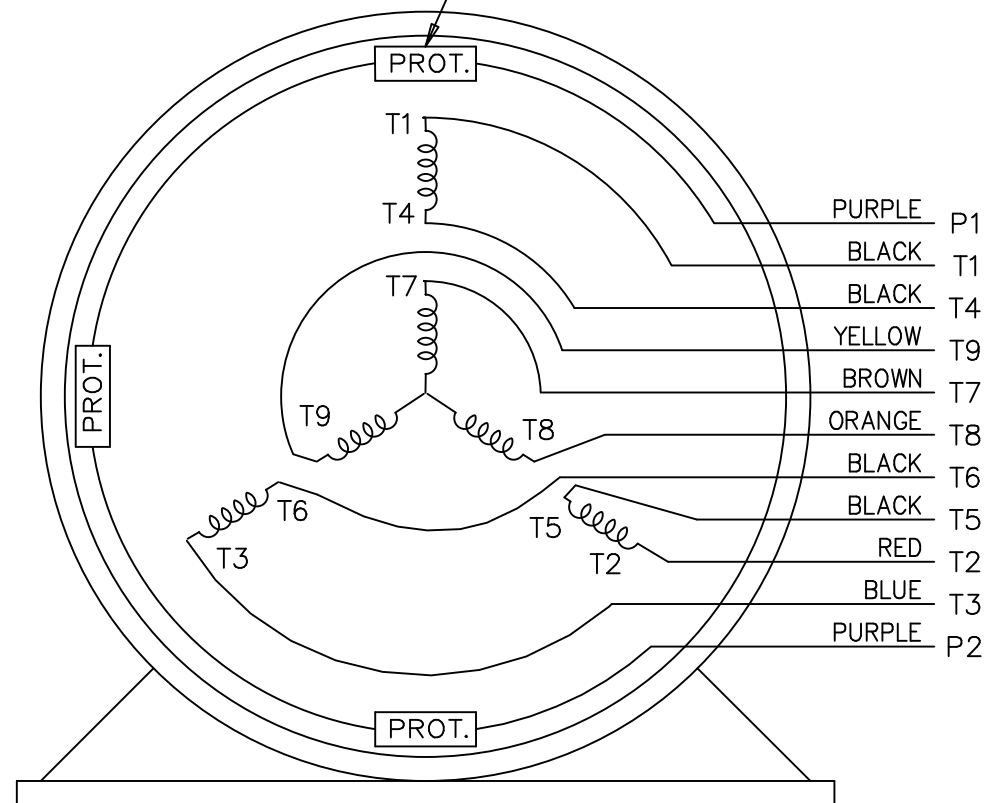 PROT.
T1
T4
PURPLE P1
BLACK T1
T7
BLACK T4
YELLOW T9
PROT.
BROWN T7
T9
T8
ORANGE T8
BLACK T6
T6
T5
BLACK T5
T3
T2
RED T2
BLUE T3
PURPLE P2
PROT.